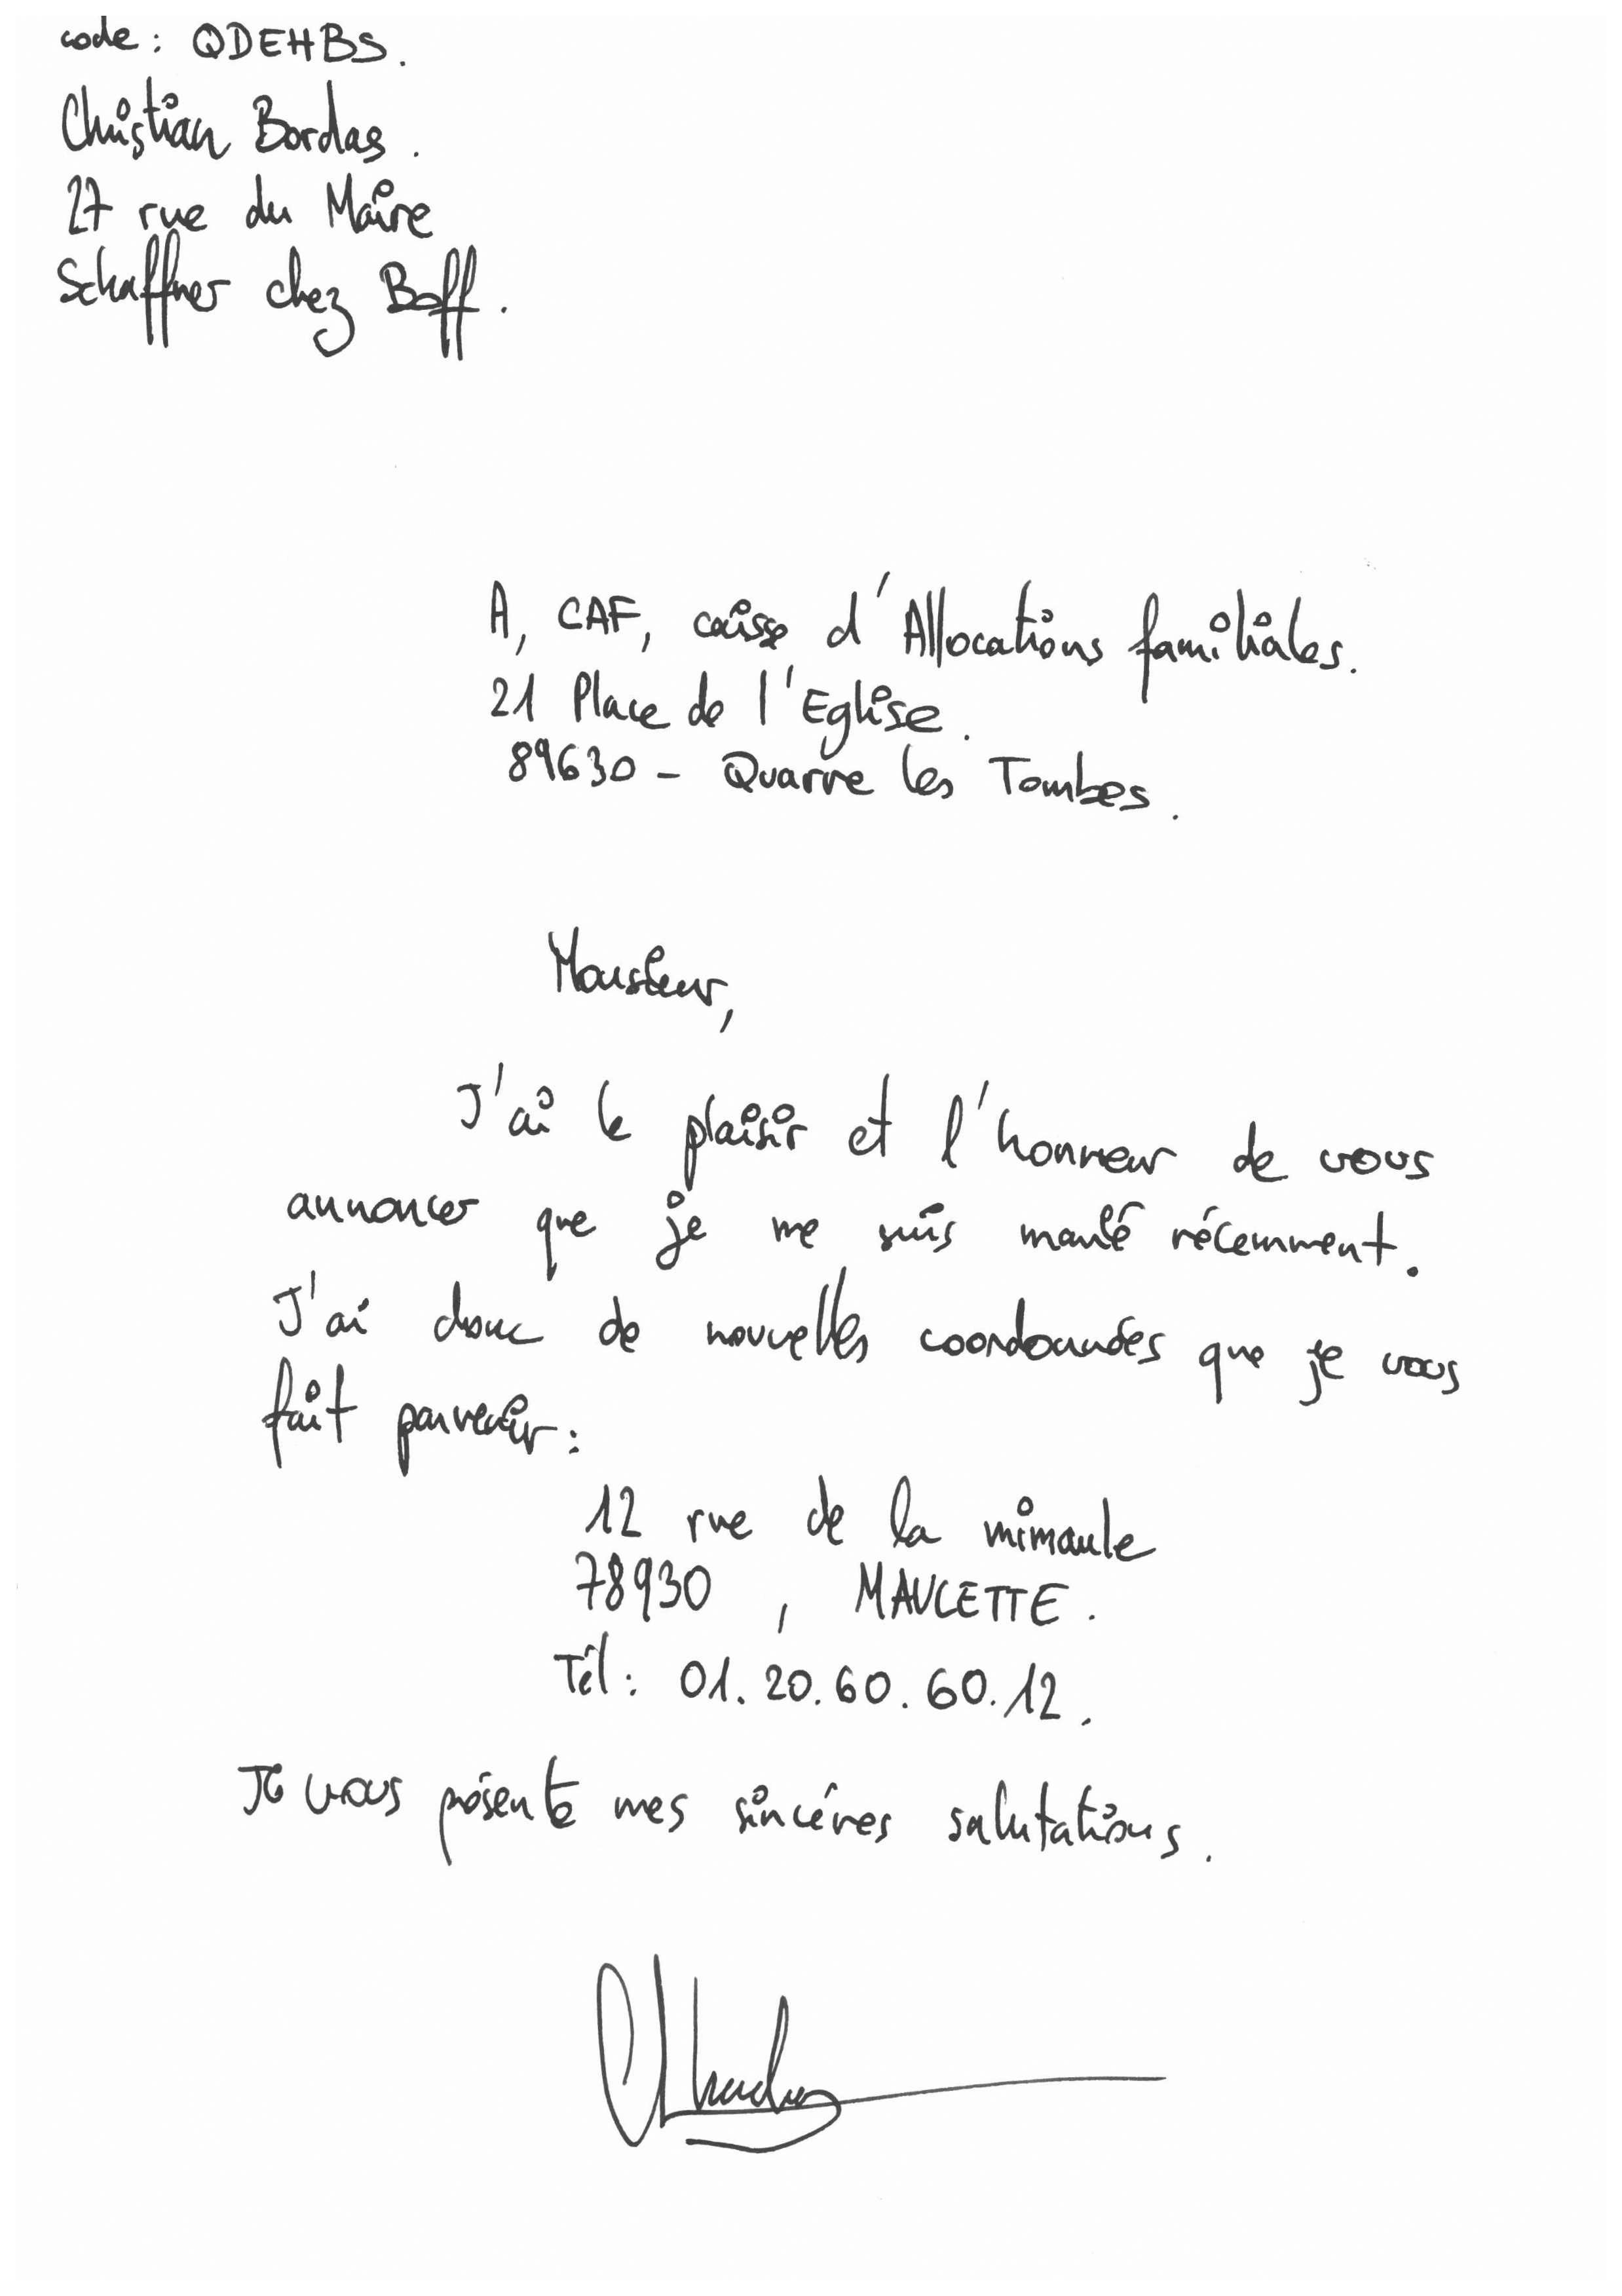 code : QDEHBS.
Christian Bordas.
27 rue du Maire
Schaffner chez Boff.
A, CAF, caisse d'Allocations familiales.
21 Place de l'Eglise.
89630 - Quarre les Tombes.
Monsieur,
J'ai le plaisir et l'honneur de vous
annoncer que je me suis marié récemment.
J'ai donc de nouvelles coordonnées que je vous
fait parvenir :
12 rue de la mimaule
78930, MAULETTE.
Tél : 01.20.60.60.12.
Je vous présente mes sincéres salutations.